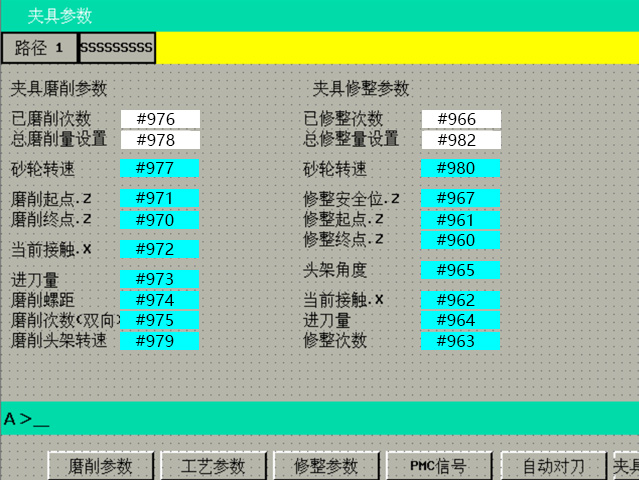 夹具参数
路径 1 SSSSSSSSS
夹具磨削参数
已磨削次数 #976
总磨削量设置 #978
砂轮转速 #977
磨削起点.Z #971
磨削终点.Z #970
当前接触.X #972
进刀量 #973
磨削螺距 #974
磨削次数(双向) #975
磨削头架转速 #979
夹具修整参数
已修整次数 #966
总修整量设置 #982
砂轮转速 #980
修整安全位.Z #967
修整起点.Z #961
修整终点.Z #960
头架角度 #965
当前接触.X #962
进刀量 #964
修整次数 #963
A >_
磨削参数 工艺参数 修整参数 PMC信号 自动对刀 夹具